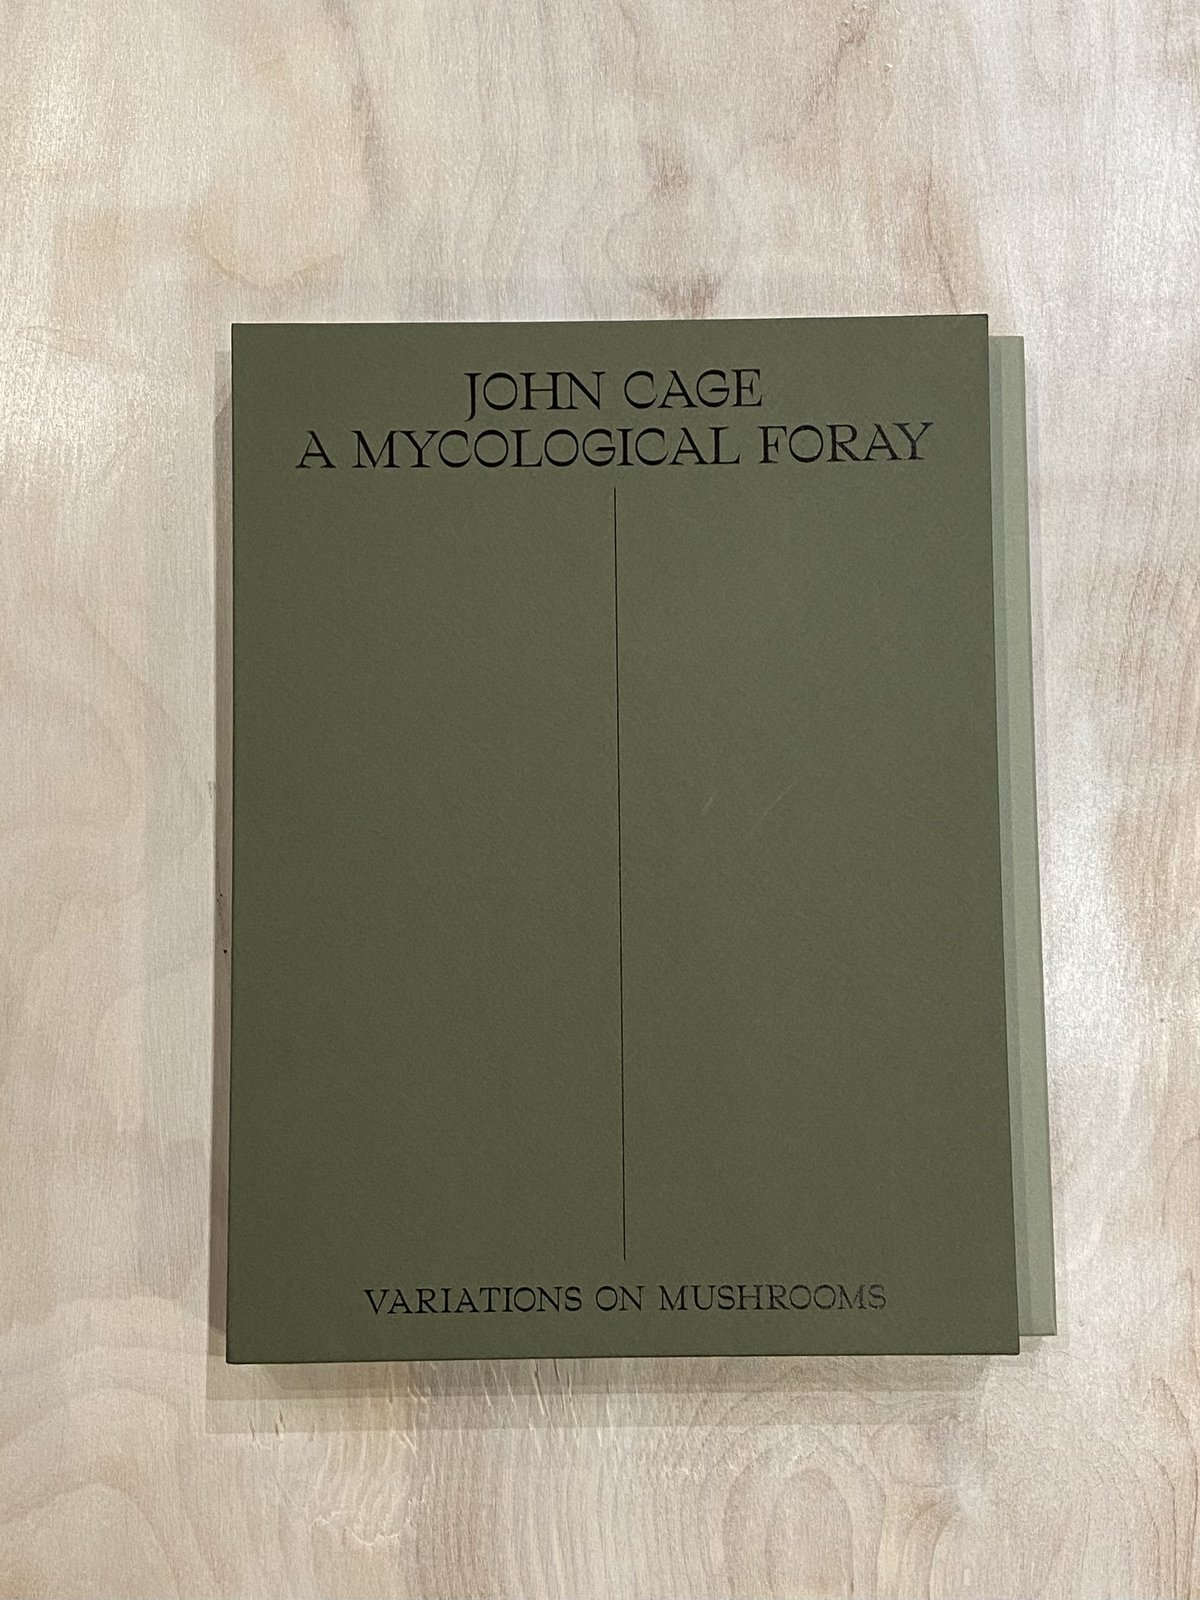 JOHN CAGE
A MYCOLOGICAL FORAY
VARIATIONS ON MUSHROOMS